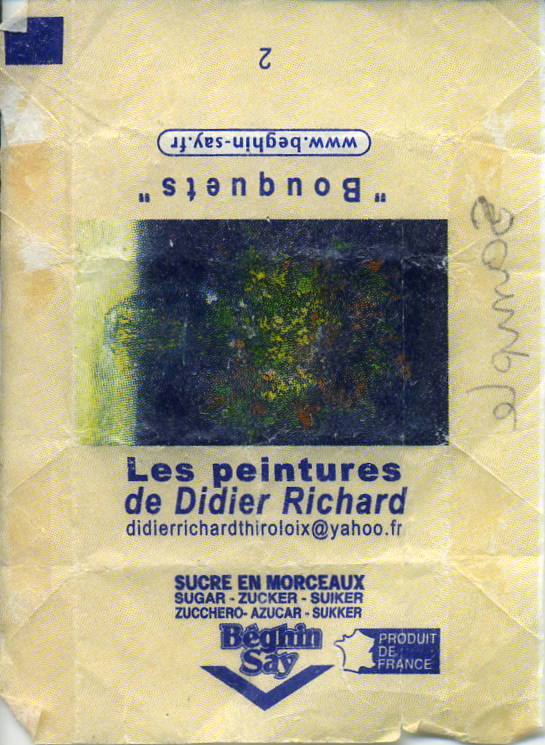 2
www.beghin-say.fr
" Bouquets "
Les peintures
de Didier Richard
didierrichardthiroloix@yahoo.fr
SUCRE EN MORCEAUX
SUGAR - ZUCKER - SUIKER
ZUCCHERO- AZUCAR - SUKKER
Béghin
Say
PRODUIT
DE
FRANCE